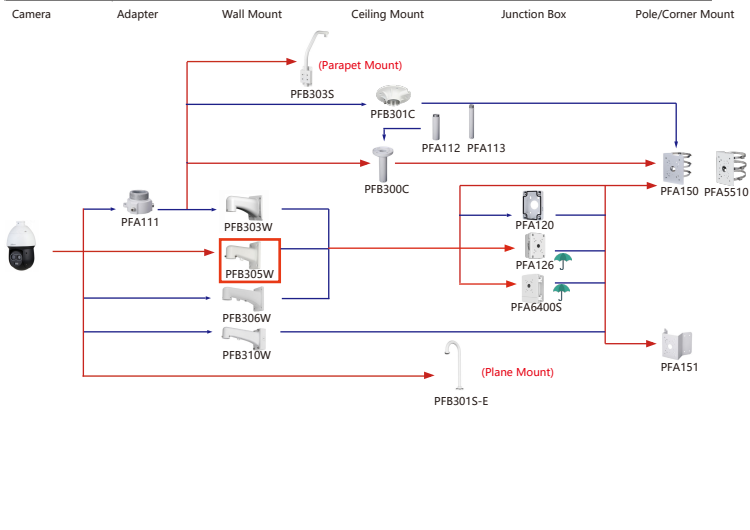 Camera
Adapter
Wall Mount
Ceiling Mount
Junction Box
Pole/Corner Mount
(Parapet Mount)
PFB303S
PFB301C
PFA112
PFA113
PFB300C
PFA150
PFA5510
PFA111
PFB303W
PFA120
PFB305W
PFA126
PFB306W
PFA6400S
PFB310W
PFA151
(Plane Mount)
PFB301S-E